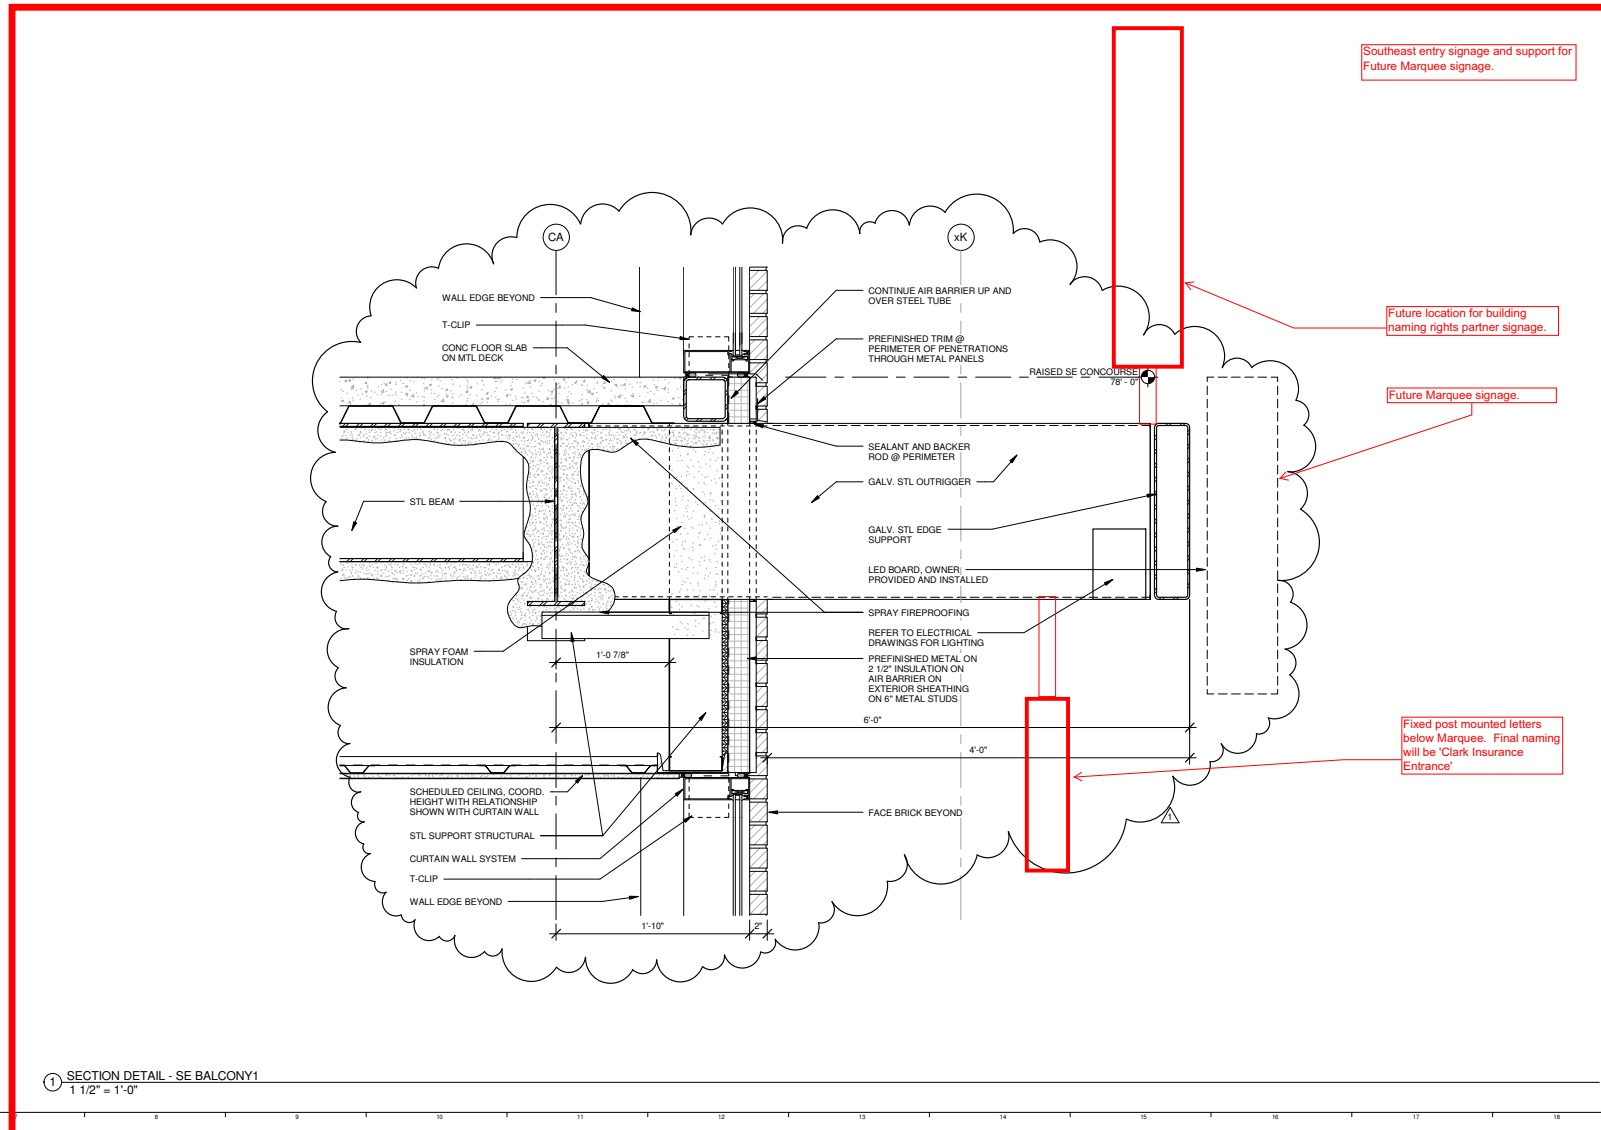 Southeast entry signage and support for
Future Marquee signage.
CA
xK
WALL EDGE BEYOND
T-CLIP
CONC FLOOR SLAB
ON MTL DECK
CONTINUE AIR BARRIER UP AND
OVER STEEL TUBE
PREFINISHED TRIM @
PERIMETER OF PENETRATIONS
THROUGH METAL PANELS
Future location for building
naming rights partner signage.
RAISED SE CONCOURSE
78' - 0"
Future Marquee signage.
SEALANT AND BACKER
ROD @ PERIMETER
GALV. STL OUTRIGGER
STL BEAM
GALV. STL EDGE
SUPPORT
LED BOARD, OWNER
PROVIDED AND INSTALLED
SPRAY FIREPROOFING
REFER TO ELECTRICAL
DRAWINGS FOR LIGHTING
SPRAY FOAM
INSULATION
1'-0 7/8"
PREFINISHED METAL ON
2 1/2" INSULATION ON
AIR BARRIER ON
EXTERIOR SHEATHING
ON 6" METAL STUDS
6'-0"
4'-0"
Fixed post mounted letters
below Marquee. Final naming
will be 'Clark Insurance
Entrance'
SCHEDULED CEILING, COORD.
HEIGHT WITH RELATIONSHIP
SHOWN WITH CURTAIN WALL
FACE BRICK BEYOND
1
STL SUPPORT STRUCTURAL
CURTAIN WALL SYSTEM
T-CLIP
WALL EDGE BEYOND
1'-10"
2"
1
SECTION DETAIL - SE BALCONY1
1 1/2" = 1'-0"
7 8 9 10 11 12 13 14 15 16 17 18